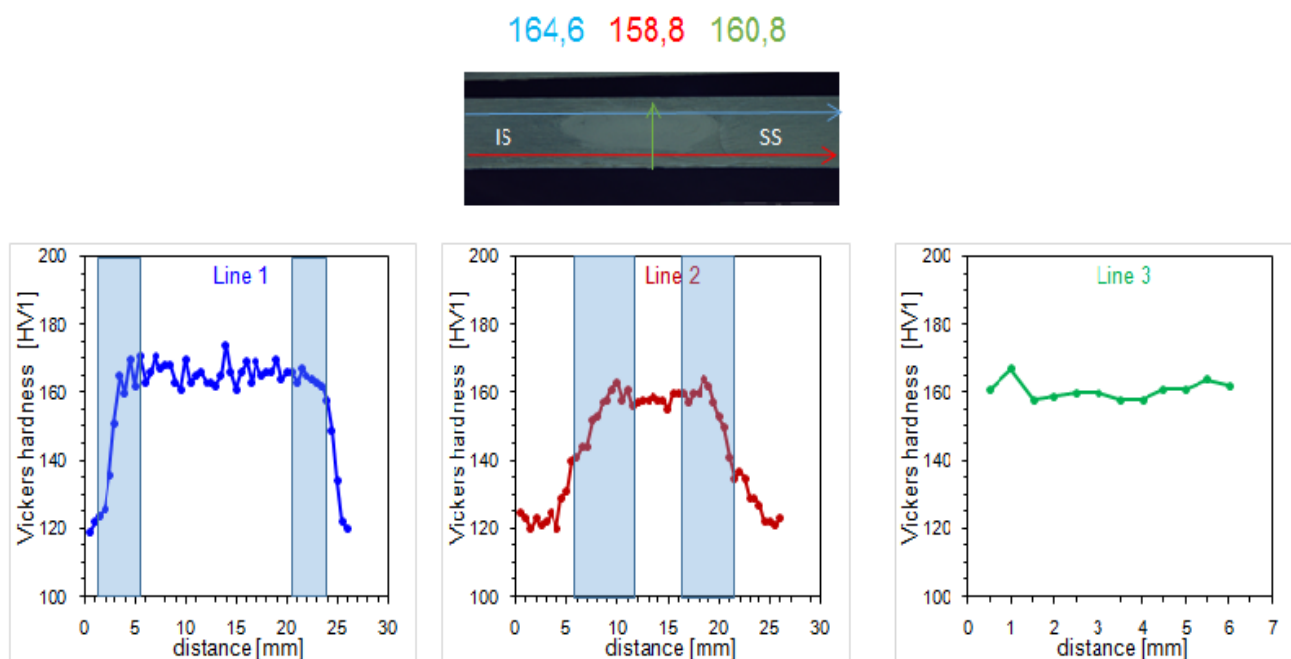 164,6 158,8 160,8
IS SS
Line 1
Vickers hardness [HV1]
200
180
160
140
120
100
0 5 10 15 20 25 30
distance [mm]
Line 2
Vickers hardness [HV1]
200
180
160
140
120
100
0 5 10 15 20 25 30
distance [mm]
Line 3
Vickers hardness [HV1]
200
180
160
140
120
100
0 1 2 3 4 5 6 7
distance [mm]